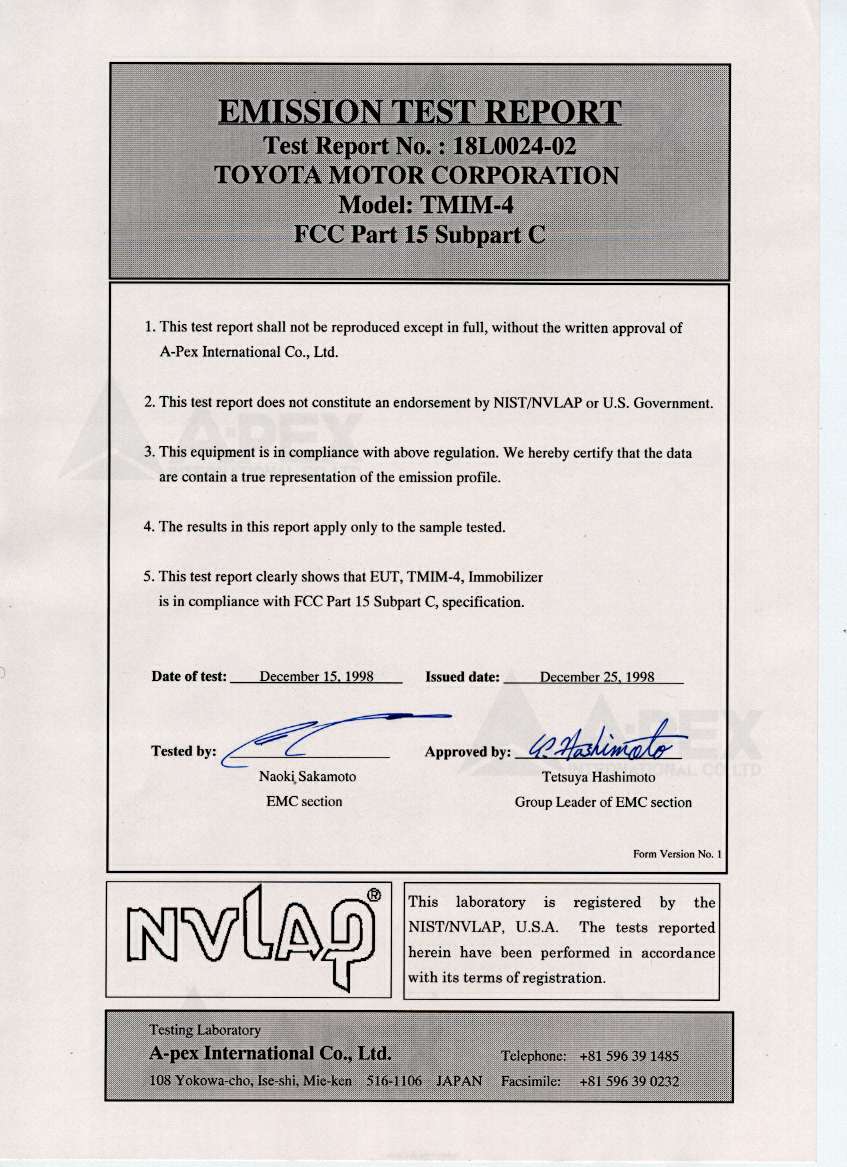 EMISSION TEST REPORT
Test Report No. : 18L0024-02
TOYOTA MOTOR CORPORATION
Model: TMIM-4
FCC Part 15 Subpart C
1. This test report shall not be reproduced except in full, without the written approval of
A-Pex International Co., Ltd.
2. This test report does not constitute an endorsement by NIST/NVLAP or U.S. Government.
3. This equipment is in compliance with above regulation. We hereby certify that the data
are contain a true representation of the emission profile.
4. The results in this report apply only to the sample tested.
5. This test report clearly shows that EUT, TMIM-4, Immobilizer
is in compliance with FCC Part 15 Subpart C, specification.
Date of test: December 15, 1998 Issued date: December 25, 1998
Tested by: Approved by: T. Hashimoto
Naoki Sakamoto Tetsuya Hashimoto
EMC section Group Leader of EMC section
Form Version No. 1
NVLAP®
This laboratory is registered by the
NIST/NVLAP, U.S.A. The tests reported
herein have been performed in accordance
with its terms of registration.
Testing Laboratory
A-pex International Co., Ltd. Telephone: +81 596 39 1485
108 Yokowa-cho, Ise-shi, Mie-ken 516-1106 JAPAN Facsimile: +81 596 39 0232
A-PEX
A-PEX
INTERNATIONAL CO LTD